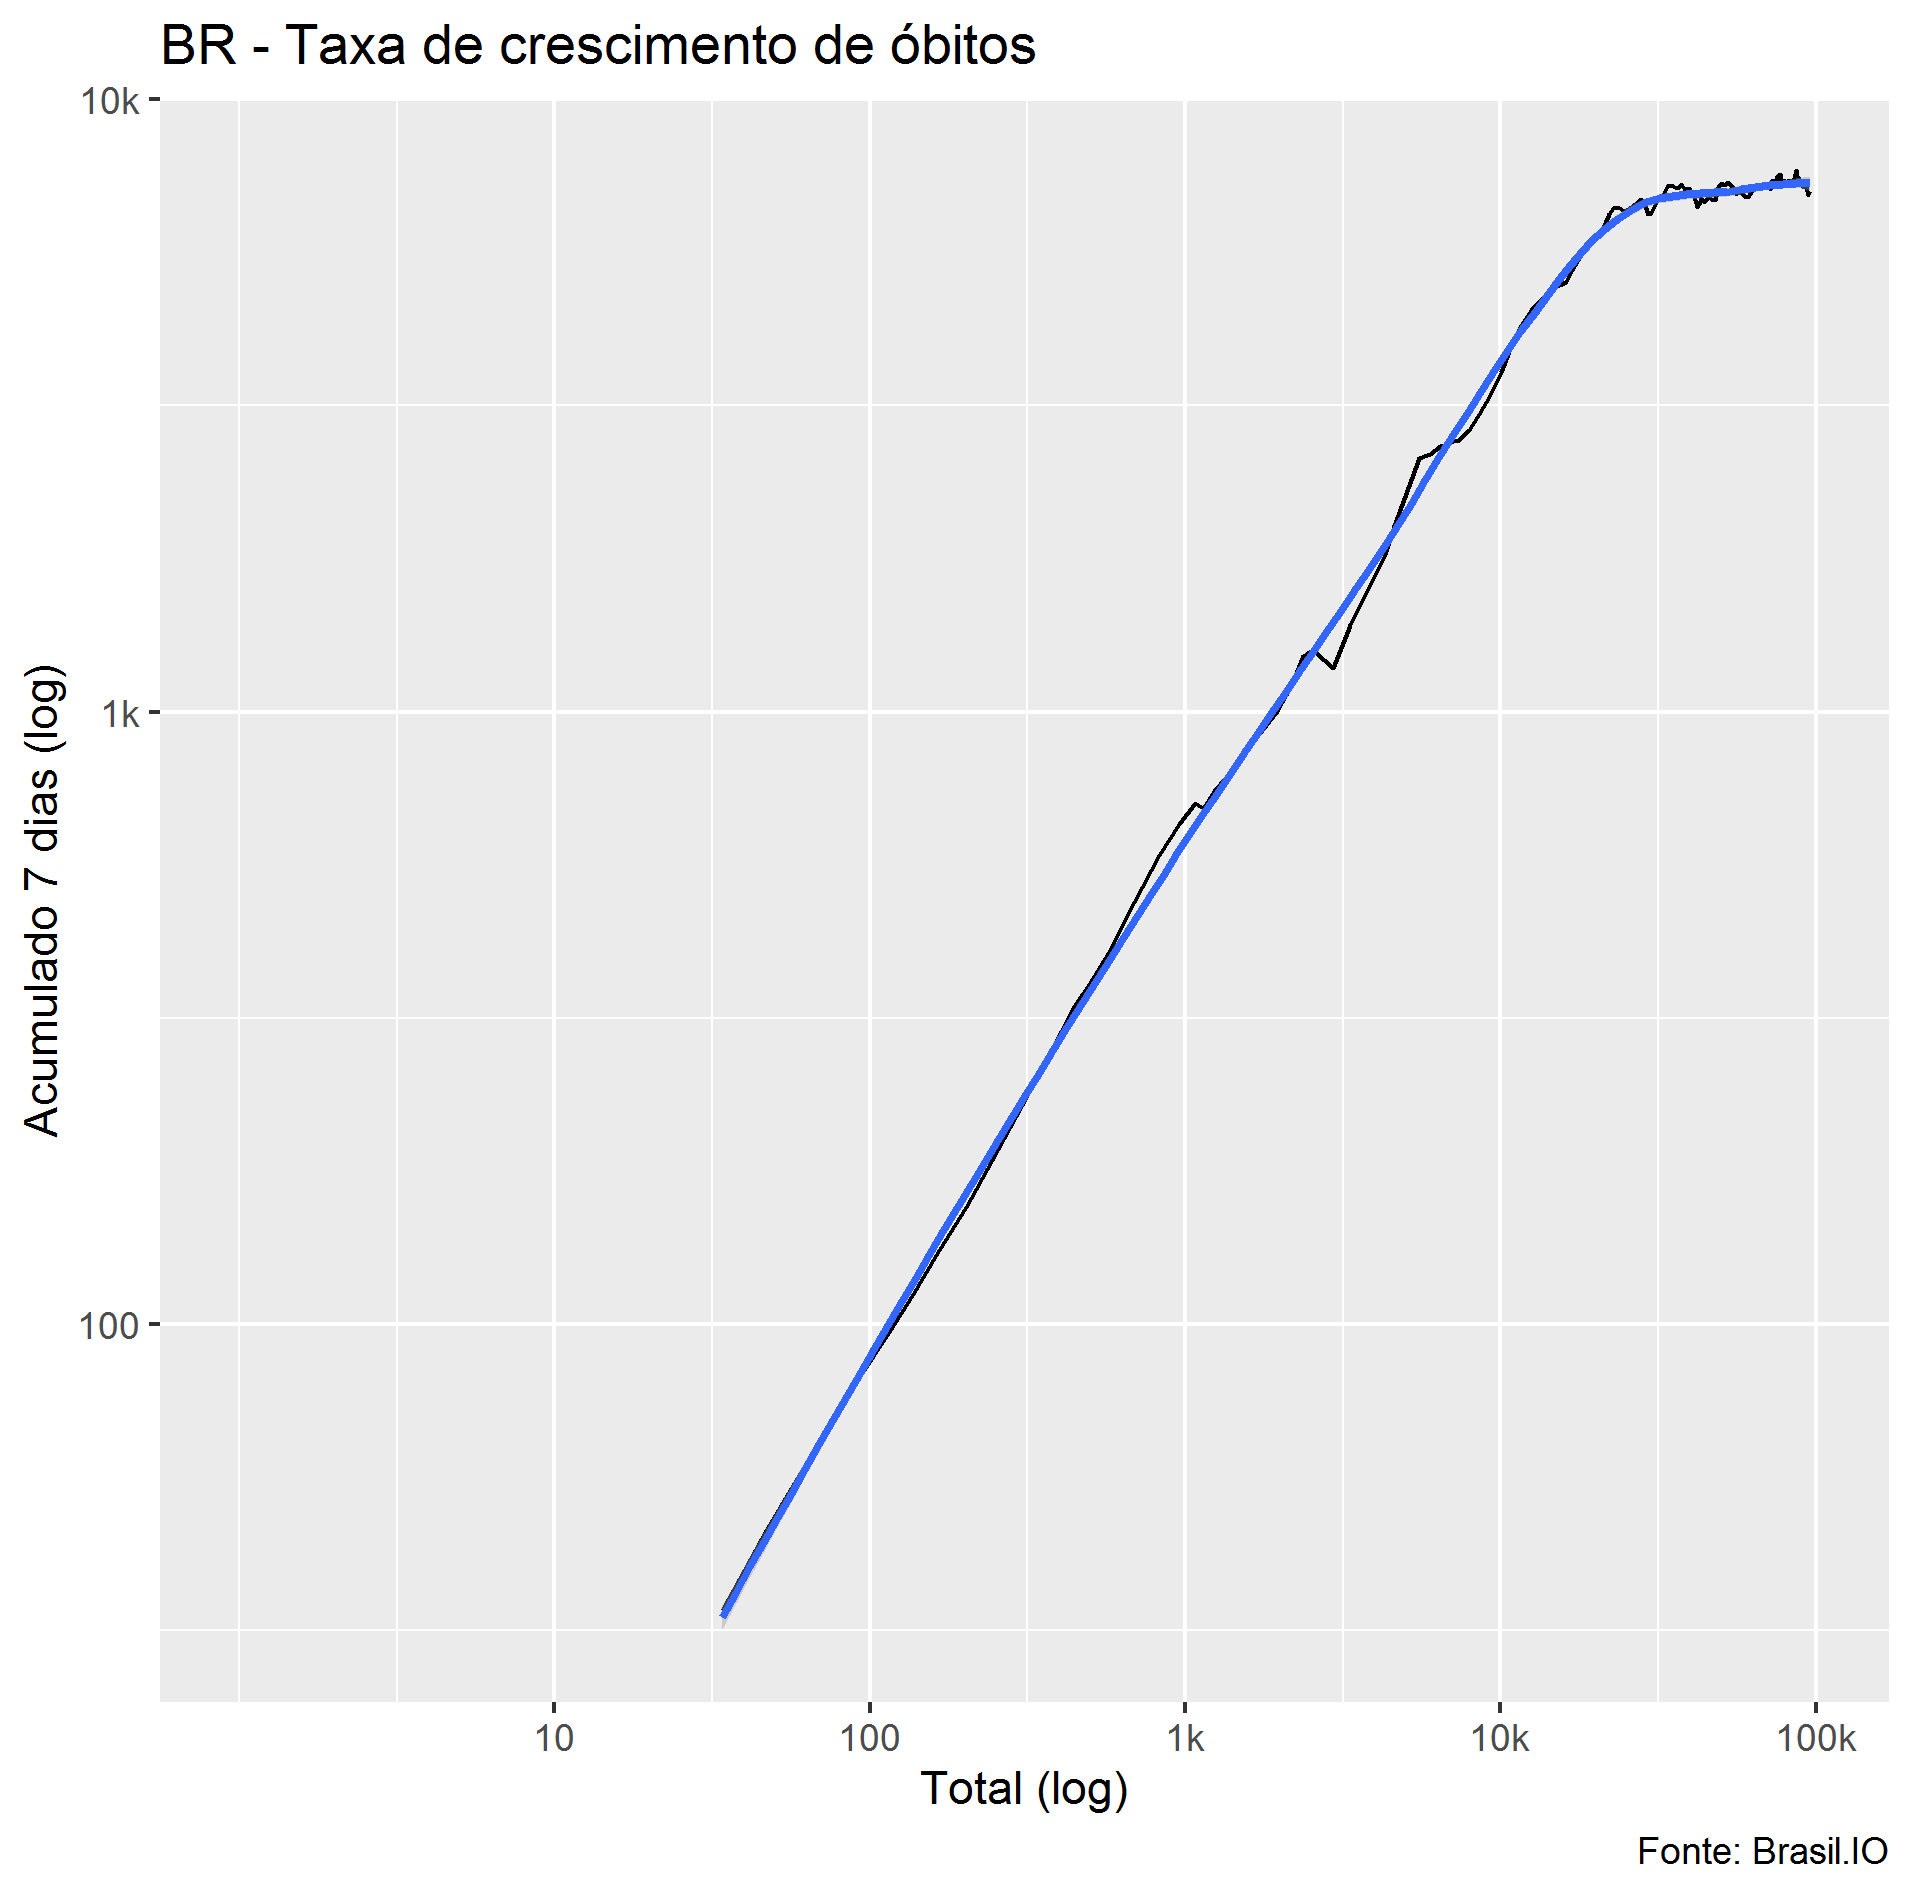 BR - Taxa de crescimento de óbitos
10k
1k
100
Acumulado 7 dias (log)
10
100
1k
10k
100k
Total (log)
Fonte: Brasil.IO